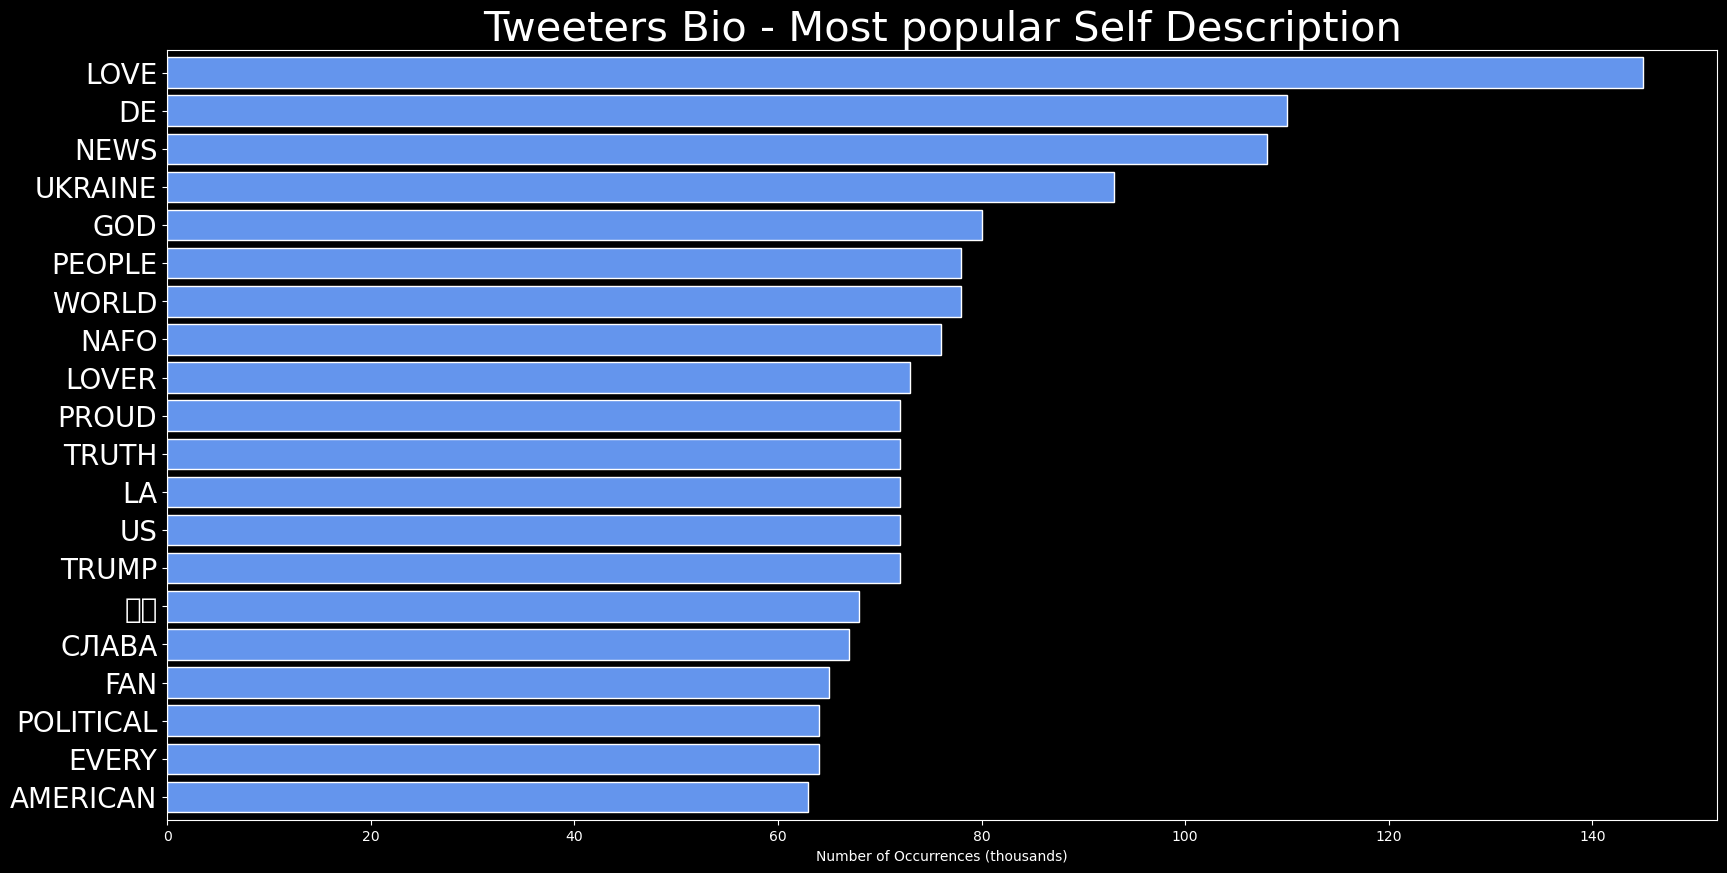 Tweeters Bio - Most popular Self Description
LOVE
DE
NEWS
UKRAINE
GOD
PEOPLE
WORLD
NAFO
LOVER
PROUD
TRUTH
LA
US
TRUMP
СЛАВА
FAN
POLITICAL
EVERY
AMERICAN
0 20 40 60 80 100 120 140
Number of Occurrences (thousands)